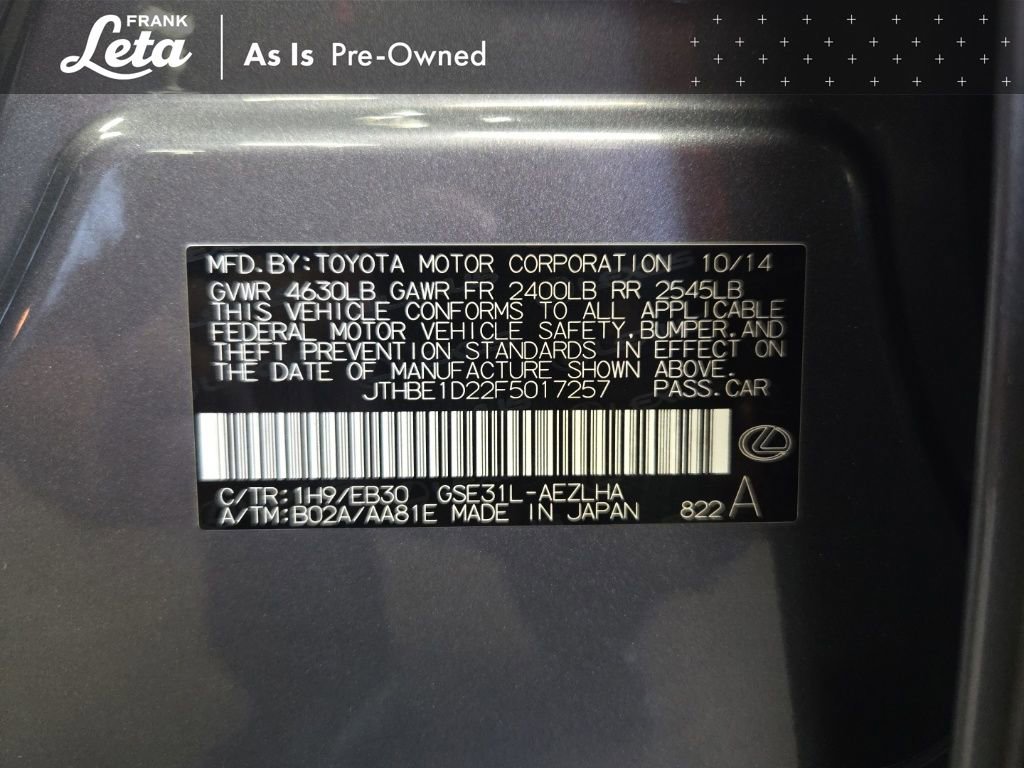 FRANK
Leta
As Is Pre-Owned
MFD.BY:TOYOTA MOTOR CORPORATION 10/14
GVWR 4630LB GAWR FR 2400LB RR 2545LB
THIS VEHICLE CONFORMS TO ALL APPLICABLE
FEDERAL MOTOR VEHICLE SAFETY,BUMPER,AND
THEFT PREVENTION STANDARDS IN EFFECT ON
THE DATE OF MANUFACTURE SHOWN ABOVE.
JTHBE1D22F5017257 PASS.CAR
C/TR:1H9/EB30 GSE31L-AEZLHA
A/TM:B02A/AA81E MADE IN JAPAN 822 A